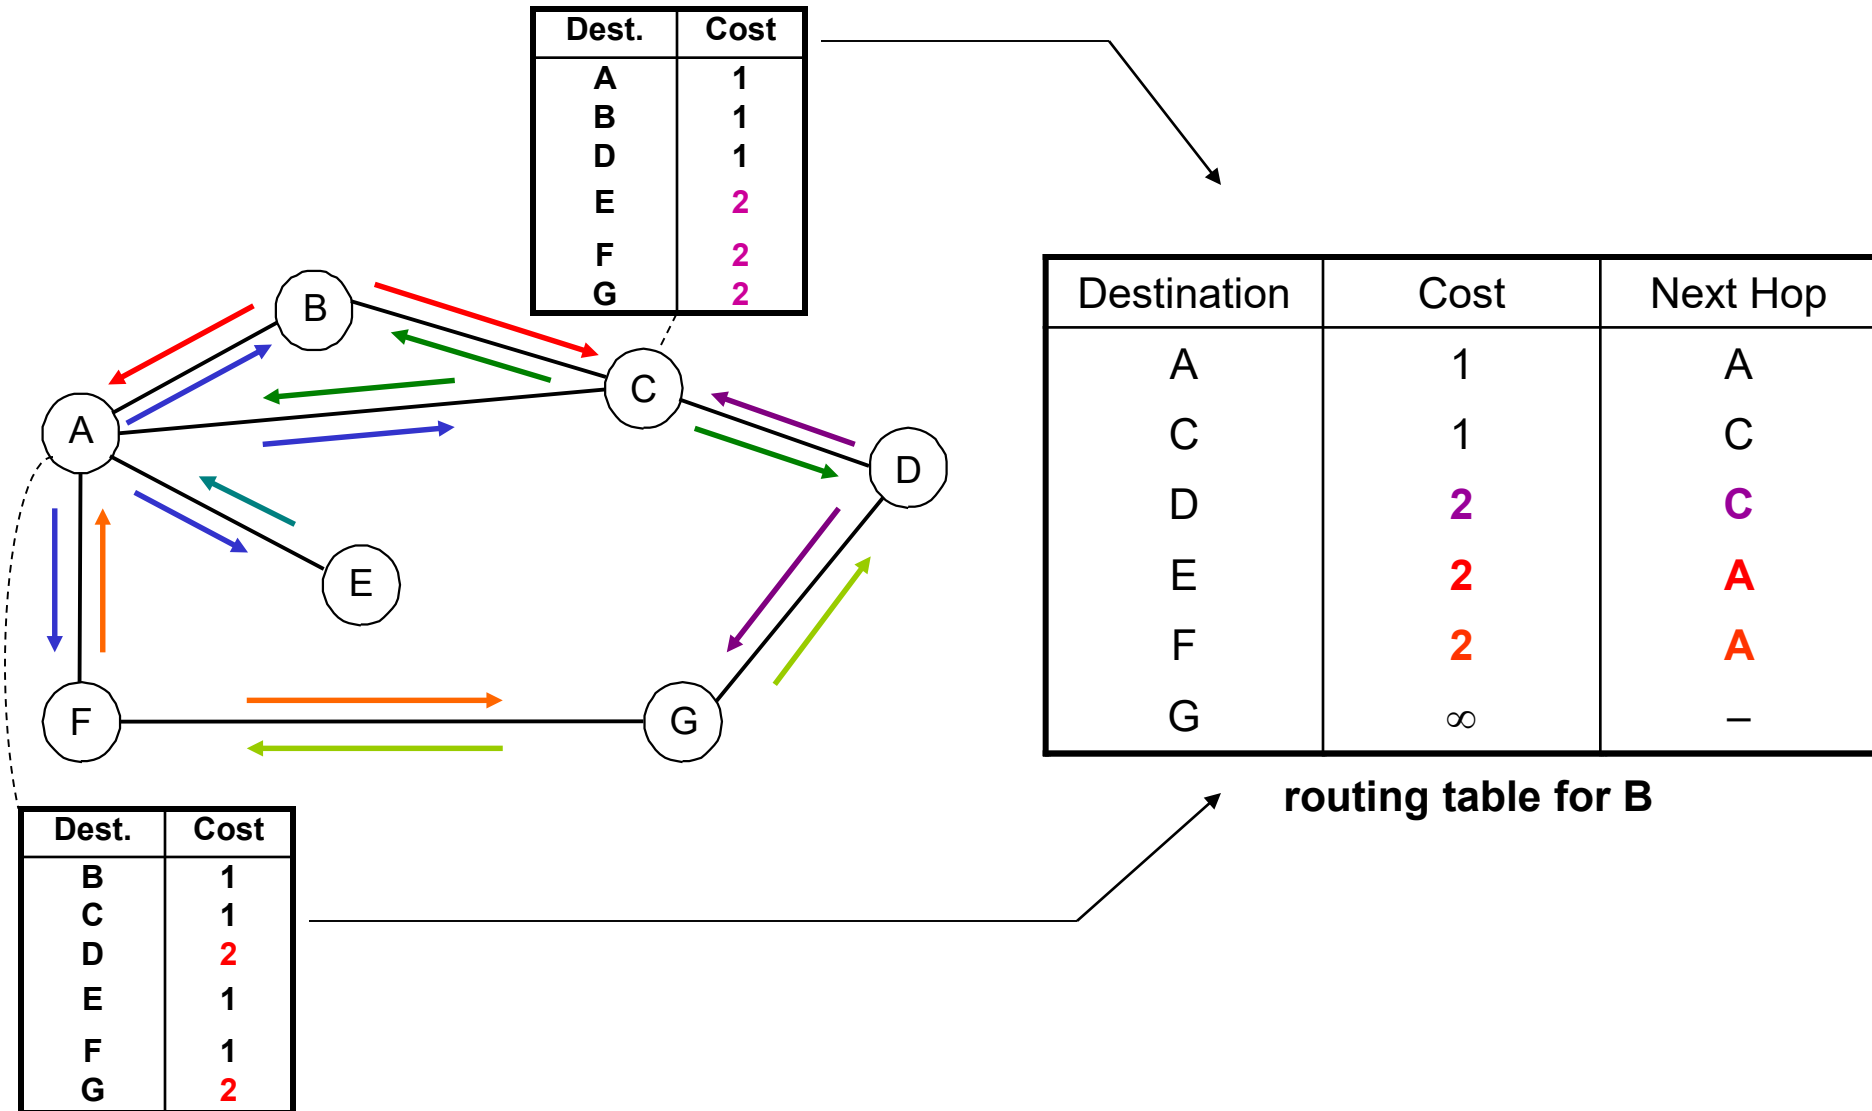 Dest. Cost
A 1
B 1
D 1
E 2
F 2
G 2
B
C
A
D
E
F
G
Destination Cost Next Hop
A 1 A
C 1 C
D 2 C
E 2 A
F 2 A
G ∞ –
routing table for B
Dest. Cost
B 1
C 1
D 2
E 1
F 1
G 2